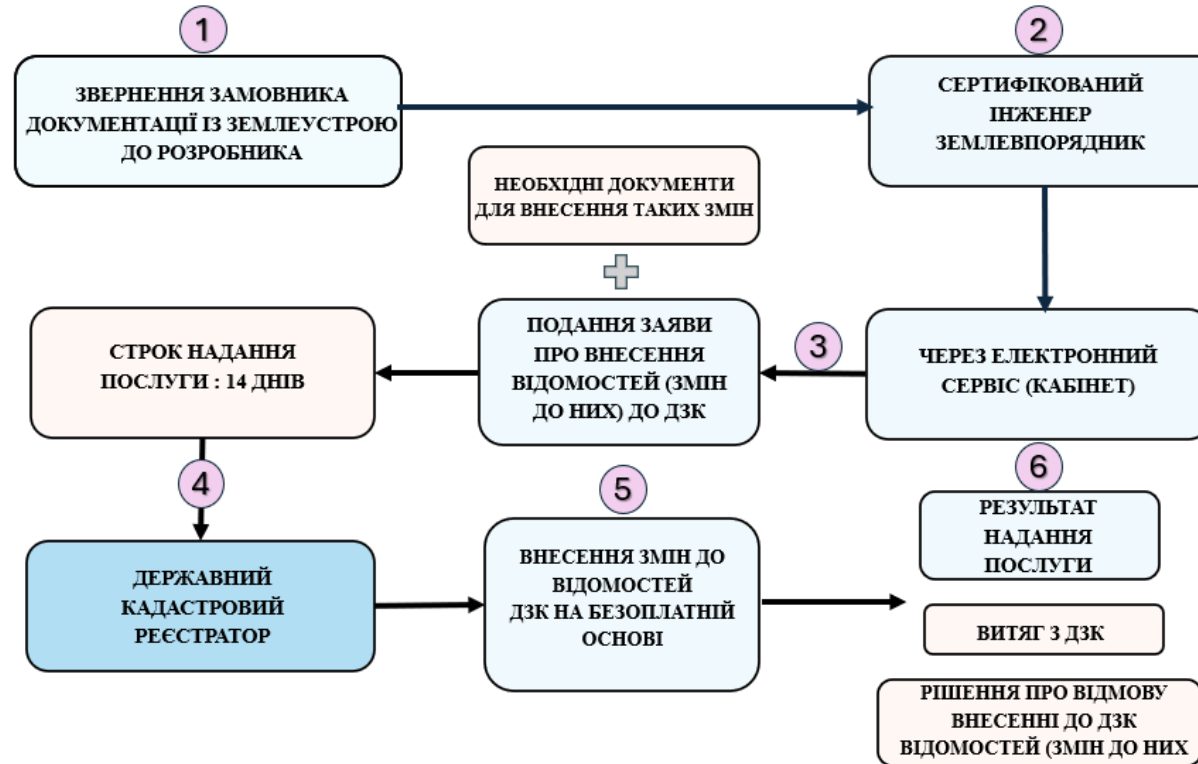 1
ЗВЕРНЕННЯ ЗАМОВНИКА
ДОКУМЕНТАЦІЇ ІЗ ЗЕМЛЕУСТРОЮ
ДО РОЗРОБНИКА
2
СЕРТИФІКОВАНИЙ
ІНЖЕНЕР
ЗЕМЛЕВПОРЯДНИК
НЕОБХІДНІ ДОКУМЕНТИ
ДЛЯ ВНЕСЕННЯ ТАКИХ ЗМІН
ЧЕРЕЗ ЕЛЕКТРОННИЙ
СЕРВІС (КАБІНЕТ)
3
ПОДАННЯ ЗАЯВИ
ПРО ВНЕСЕННЯ
ВІДОМОСТЕЙ (ЗМІН
ДО НИХ) ДО ДЗК
СТРОК НАДАННЯ
ПОСЛУГИ : 14 ДНІВ
4
ДЕРЖАВНИЙ
КАДАСТРОВИЙ
РЕЄСТРАТОР
5
ВНЕСЕННЯ ЗМІН ДО
ВІДОМОСТЕЙ
ДЗК НА БЕЗОПЛАТНІЙ
ОСНОВІ
6
РЕЗУЛЬТАТ
НАДАННЯ
ПОСЛУГИ
ВИТЯГ З ДЗК
РІШЕННЯ ПРО ВІДМОВУ
ВНЕСЕННІ ДО ДЗК
ВІДОМОСТЕЙ (ЗМІН ДО НИХ